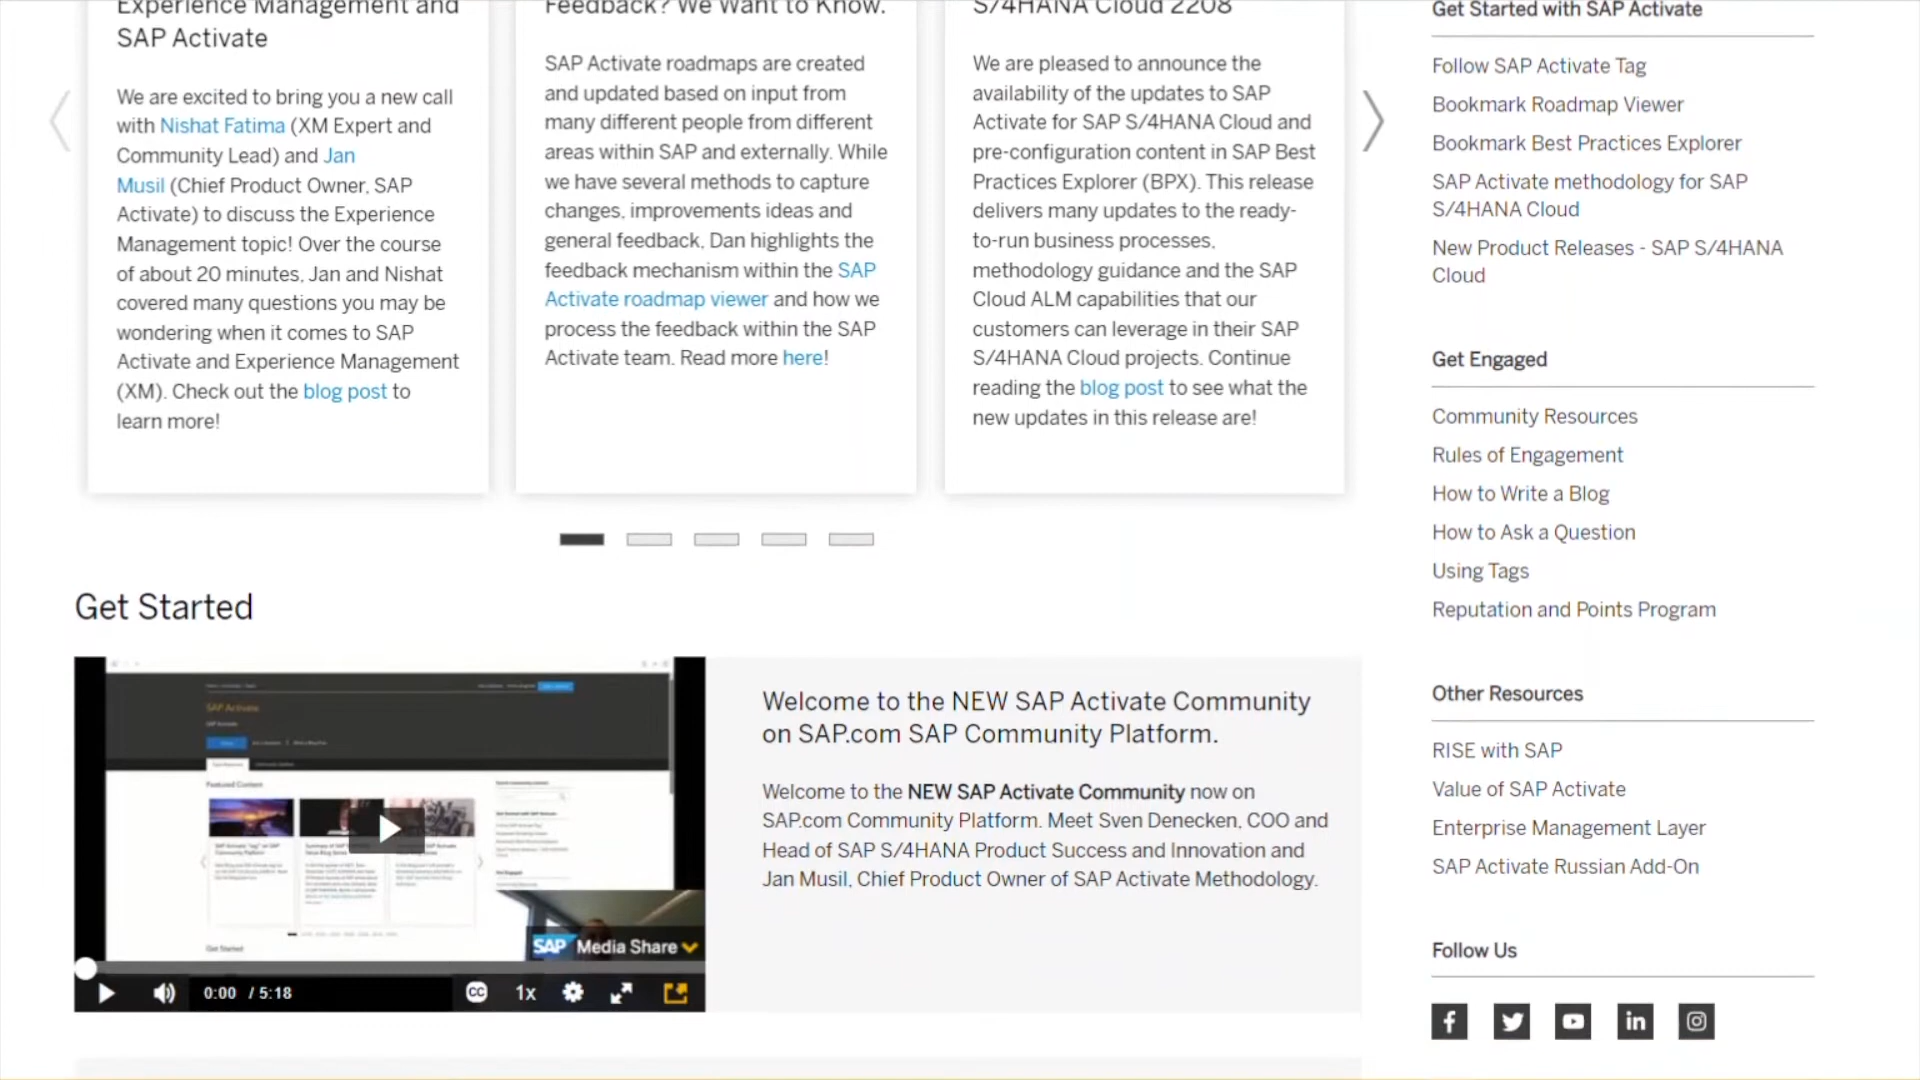 Experience Management and
SAP Activate
We are excited to bring you a new call
with Nishat Fatima (XM Expert and
Community Lead) and Jan
Musil (Chief Product Owner, SAP
Activate) to discuss the Experience
Management topic! Over the course
of about 20 minutes, Jan and Nishat
covered many questions you may be
wondering when it comes to SAP
Activate and Experience Management
(XM). Check out the blog post to
learn more!
Feedback? We Want to Know.
SAP Activate roadmaps are created
and updated based on input from
many different people from different
areas within SAP and externally. While
we have several methods to capture
changes, improvements ideas and
general feedback, Dan highlights the
feedback mechanism within the SAP
Activate roadmap viewer and how we
process the feedback within the SAP
Activate team. Read more here!
S/4HANA Cloud 2208
We are pleased to announce the
availability of the updates to SAP
Activate for SAP S/4HANA Cloud and
pre-configuration content in SAP Best
Practices Explorer (BPX). This release
delivers many updates to the ready-
to-run business processes,
methodology guidance and the SAP
Cloud ALM capabilities that our
customers can leverage in their SAP
S/4HANA Cloud projects. Continue
reading the blog post to see what the
new updates in this release are!
Get Started
SAP Activate
Featured Content
Get Started
SAP Media Share
0:00 / 5:18
CC
1x
Welcome to the NEW SAP Activate Community
on SAP.com SAP Community Platform.
Welcome to the NEW SAP Activate Community now on
SAP.com Community Platform. Meet Sven Denecken, COO and
Head of SAP S/4HANA Product Success and Innovation and
Jan Musil, Chief Product Owner of SAP Activate Methodology.
Get Started with SAP Activate
Follow SAP Activate Tag
Bookmark Roadmap Viewer
Bookmark Best Practices Explorer
SAP Activate methodology for SAP
S/4HANA Cloud
New Product Releases - SAP S/4HANA
Cloud
Get Engaged
Community Resources
Rules of Engagement
How to Write a Blog
How to Ask a Question
Using Tags
Reputation and Points Program
Other Resources
RISE with SAP
Value of SAP Activate
Enterprise Management Layer
SAP Activate Russian Add-On
Follow Us